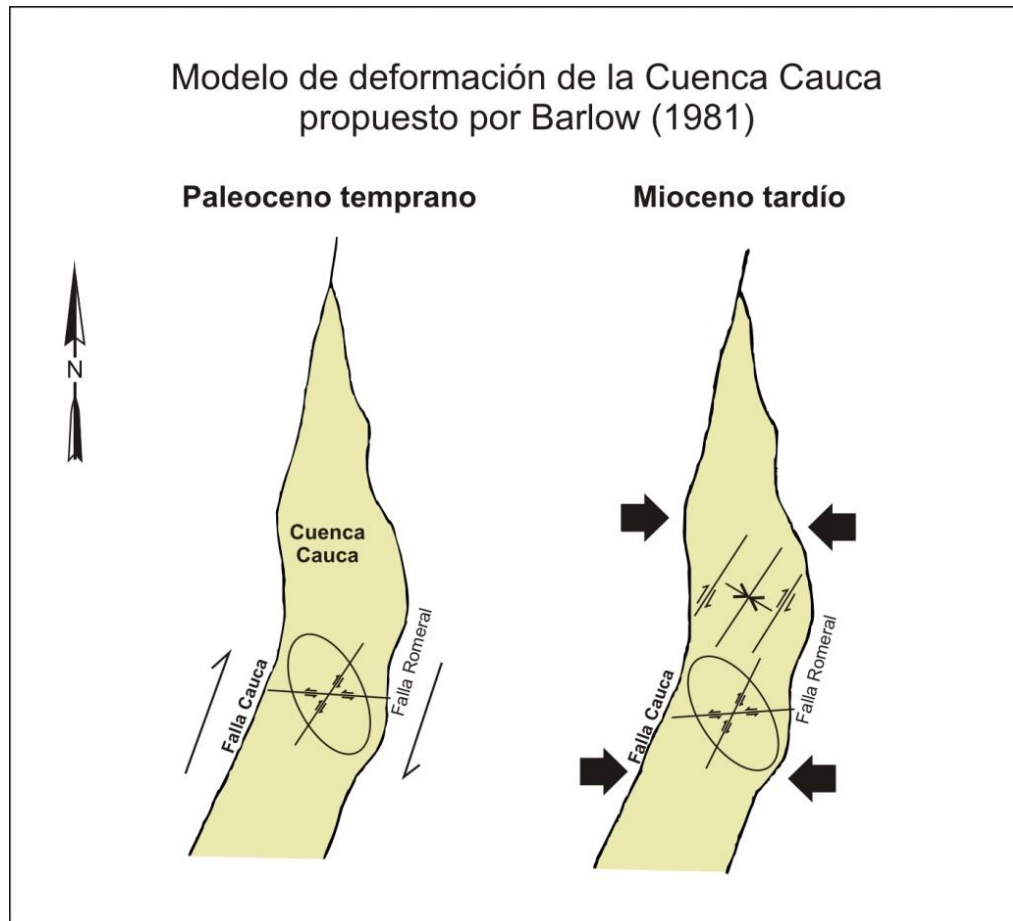 Modelo de deformación de la Cuenca Cauca
propuesto por Barlow (1981)
Paleoceno temprano
Mioceno tardío
N
Cuenca
Cauca
Falla Cauca
Falla Romeral
Falla Cauca
Falla Romeral